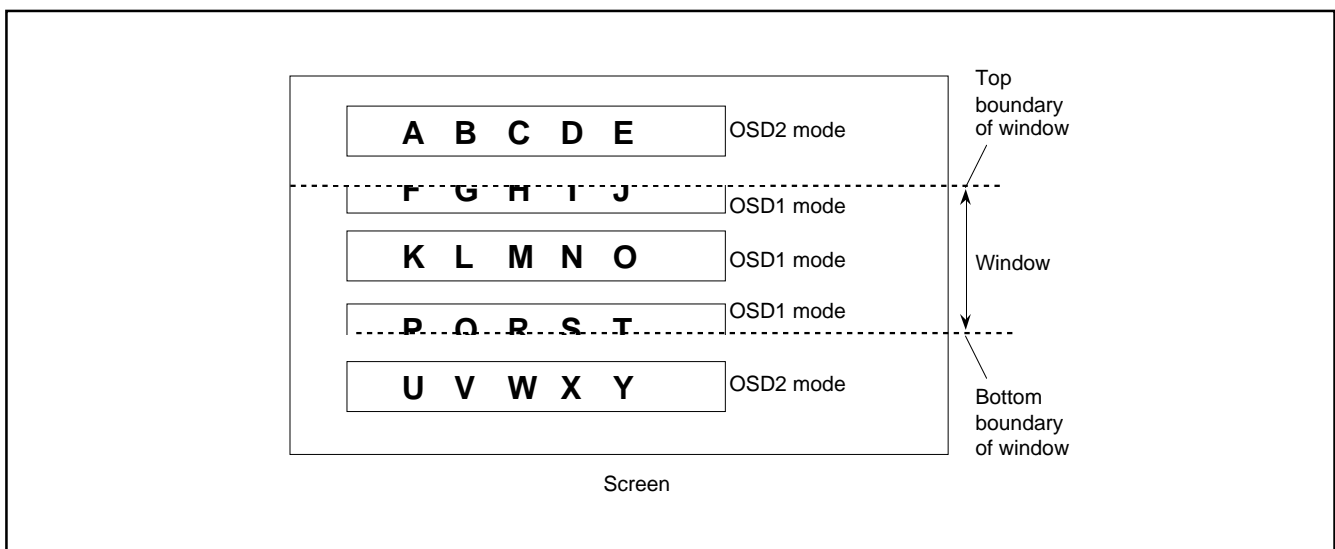 Top
boundary
of window
A B C D E
OSD2 mode
F G H I J
OSD1 mode
K L M N O
OSD1 mode
Window
P Q R S T
OSD1 mode
U V W X Y
OSD2 mode
Bottom
boundary
of window
Screen